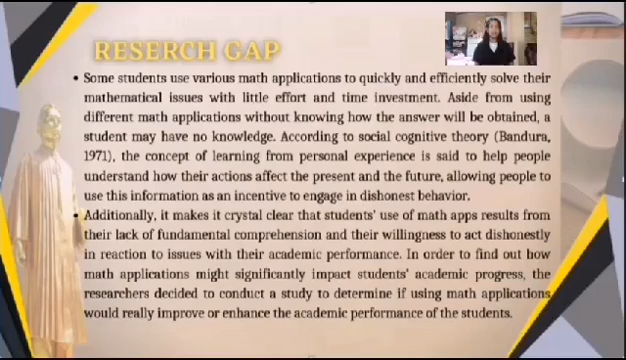 RESERCH GAP
• Some students use various math applications to quickly and efficiently solve their
mathematical issues with little effort and time investment. Aside from using
different math applications without knowing how the answer will be obtained, a
student may have no knowledge. According to social cognitive theory (Bandura,
1971), the concept of learning from personal experience is said to help people
understand how their actions affect the present and the future, allowing people to
use this information as an incentive to engage in dishonest behavior.
• Additionally, it makes it crystal clear that students' use of math apps results from
their lack of fundamental comprehension and their willingness to act dishonestly
in reaction to issues with their academic performance. In order to find out how
math applications might significantly impact students' academic progress, the
researchers decided to conduct a study to determine if using math applications
would really improve or enhance the academic performance of the students.